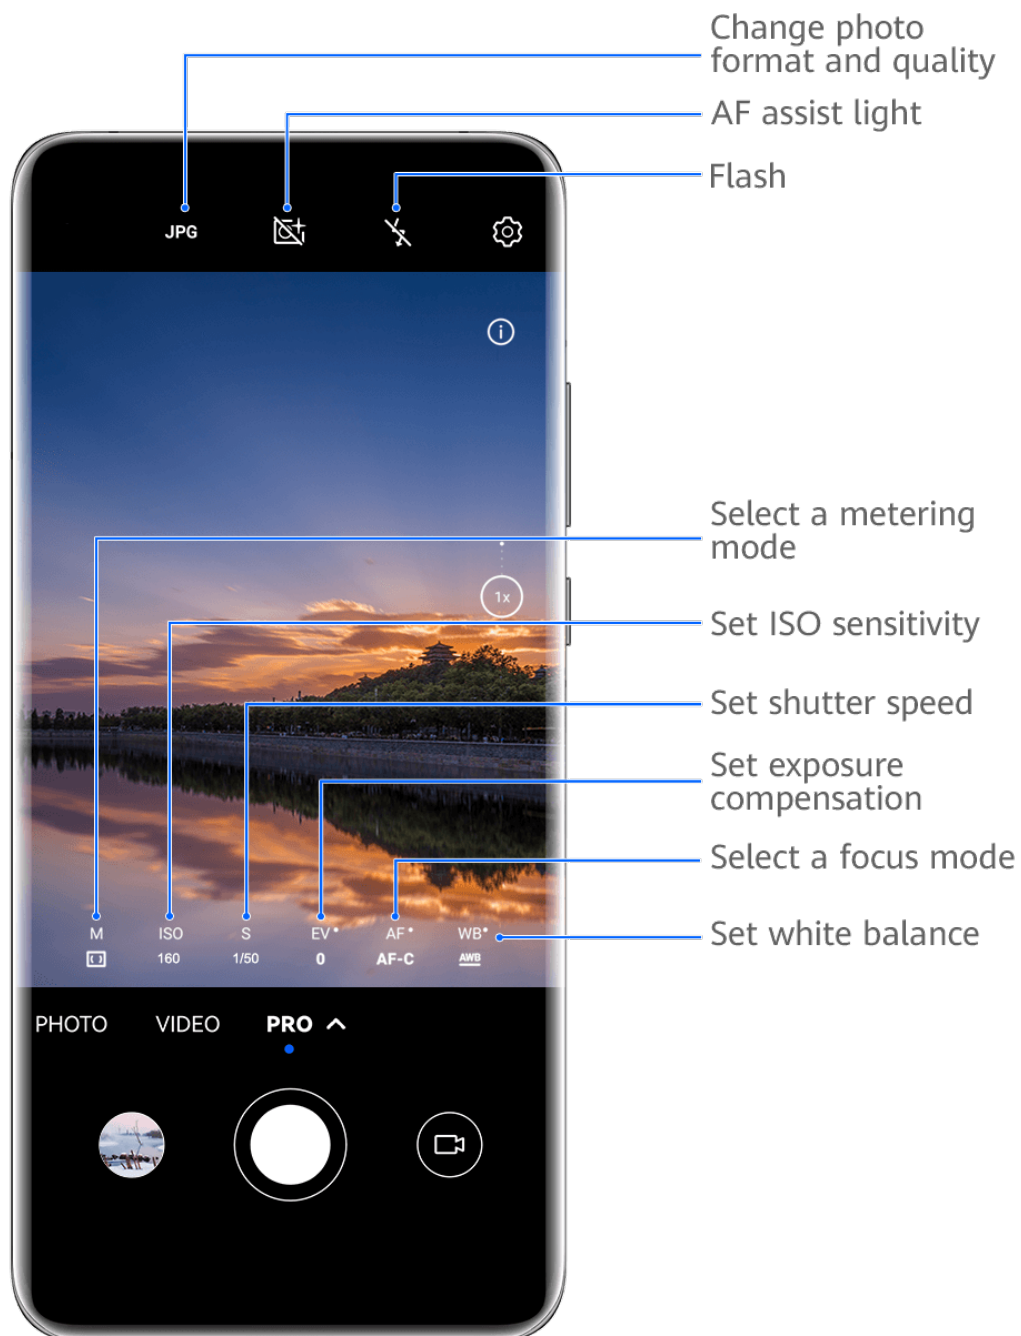 Change photo
format and quality
AF assist light
Flash
JPG
Select a metering
mode
1x
Set ISO sensitivity
Set shutter speed
Set exposure
compensation
Select a focus mode
Set white balance
M ISO S EV AF WB
160 1/50 0 AF-C AWB
PHOTO VIDEO PRO